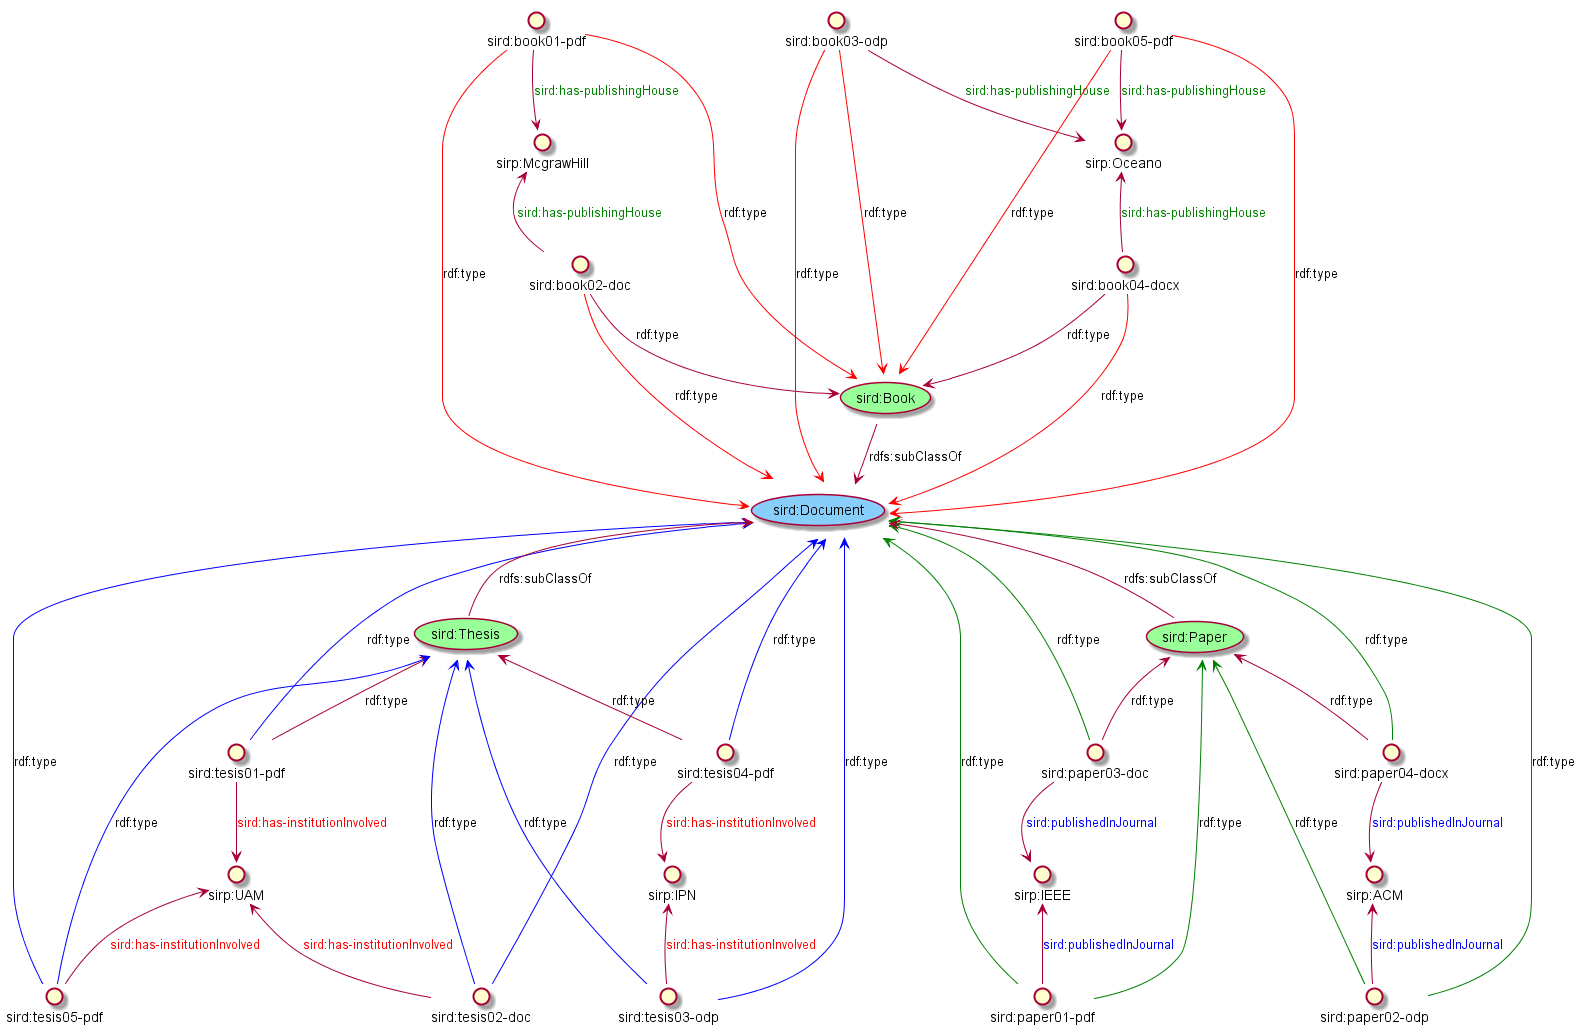 sird:book01-pdf
sird:book03-odp
sird:book05-pdf
sird:has-publishingHouse
sird:has-publishingHouse
sird:has-publishingHouse
sirp:McgrawHill
sirp:Oceano
sird:has-publishingHouse
rdf:type
rdf:type
rdf:type
sird:has-publishingHouse
rdf:type
rdf:type
rdf:type
sird:book02-doc
sird:book04-docx
rdf:type
rdf:type
rdf:type
rdf:type
sird:Book
rdfs:subClassOf
sird:Document
rdfs:subClassOf
rdfs:subClassOf
sird:Thesis
sird:Paper
rdf:type
rdf:type
rdf:type
rdf:type
rdf:type
rdf:type
rdf:type
rdf:type
sird:tesis01-pdf
sird:tesis04-pdf
sird:paper03-doc
sird:paper04-docx
rdf:type
rdf:type
rdf:type
rdf:type
rdf:type
rdf:type
sird:has-institutionInvolved
rdf:type
rdf:type
sird:has-institutionInvolved
sird:publishedInJournal
rdf:type
rdf:type
sird:publishedInJournal
sirp:UAM
sirp:IPN
sirp:IEEE
sirp:ACM
sird:has-institutionInvolved
sird:has-institutionInvolved
sird:has-institutionInvolved
sird:publishedInJournal
sird:publishedInJournal
sird:tesis05-pdf
sird:tesis02-doc
sird:tesis03-odp
sird:paper01-pdf
sird:paper02-odp